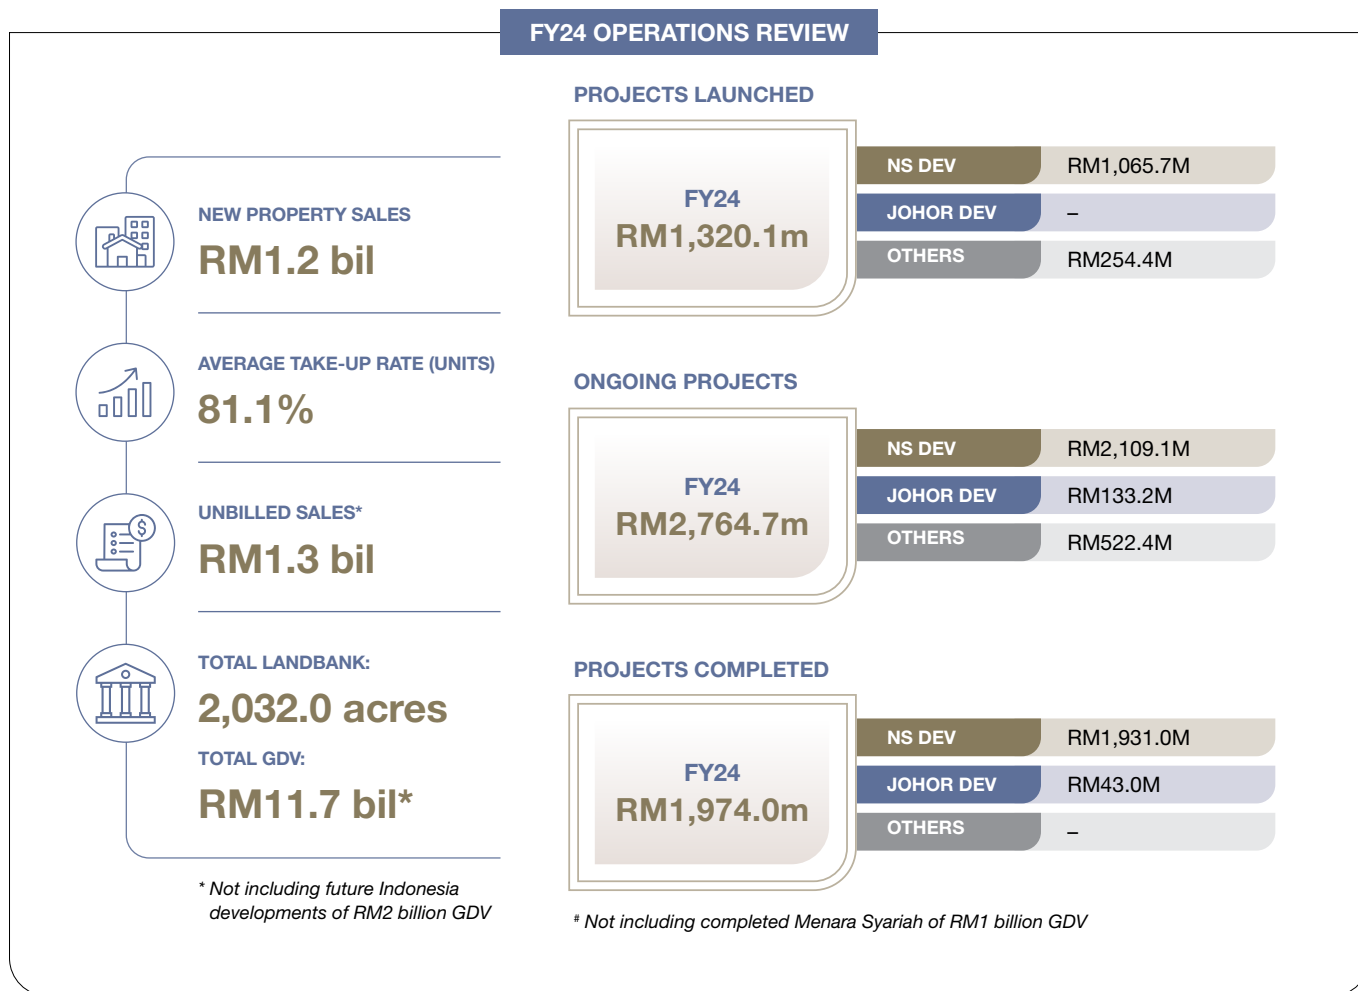 FY24 OPERATIONS REVIEW
NEW PROPERTY SALES
RM1.2 bil
AVERAGE TAKE-UP RATE (UNITS)
81.1%
UNBILLED SALES*
RM1.3 bil
TOTAL LANDBANK:
2,032.0 acres
TOTAL GDV:
RM11.7 bil*
* Not including future Indonesia
developments of RM2 billion GDV
PROJECTS LAUNCHED
FY24
RM1,320.1m
NS DEV RM1,065.7M
JOHOR DEV –
OTHERS RM254.4M
ONGOING PROJECTS
FY24
RM2,764.7m
NS DEV RM2,109.1M
JOHOR DEV RM133.2M
OTHERS RM522.4M
PROJECTS COMPLETED
FY24
RM1,974.0m
NS DEV RM1,931.0M
JOHOR DEV RM43.0M
OTHERS –
# Not including completed Menara Syariah of RM1 billion GDV